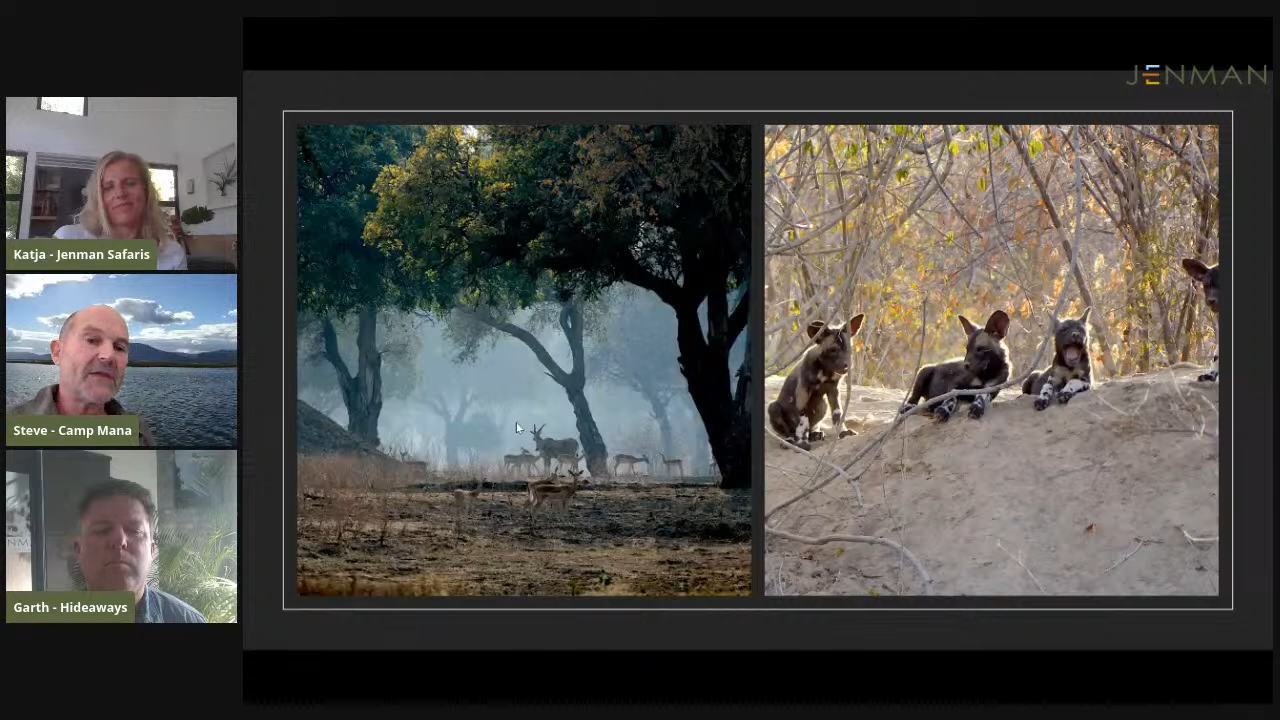 JENMAN
Katja - Jenman Safaris
Steve - Camp Mana
Garth - Hideaways